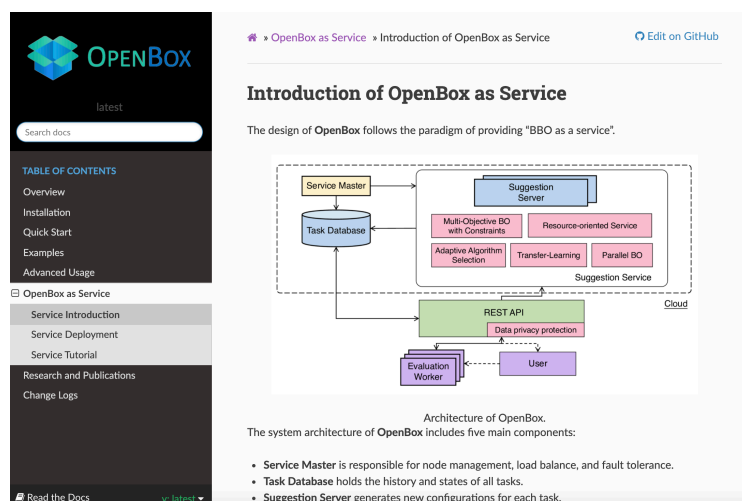 OPENBOX
latest
Search docs
TABLE OF CONTENTS
Overview
Installation
Quick Start
Examples
Advanced Usage
OpenBox as Service
Service Introduction
Service Deployment
Service Tutorial
Research and Publications
Change Logs
Read the Docs
v: latest
» OpenBox as Service » Introduction of OpenBox as Service
Edit on GitHub
Introduction of OpenBox as Service
The design of OpenBox follows the paradigm of providing “BBO as a service”.
Service Master
Suggestion
Server
Task Database
Multi-Objective BO
with Constraints
Resource-oriented Service
Adaptive Algorithm
Selection
Transfer-Learning
Parallel BO
Suggestion Service
Cloud
REST API
Data privacy protection
Evaluation
Worker
User
Architecture of OpenBox.
The system architecture of OpenBox includes five main components:
• Service Master is responsible for node management, load balance, and fault tolerance.
• Task Database holds the history and states of all tasks.
• Suggestion Server generates new configurations for each task.